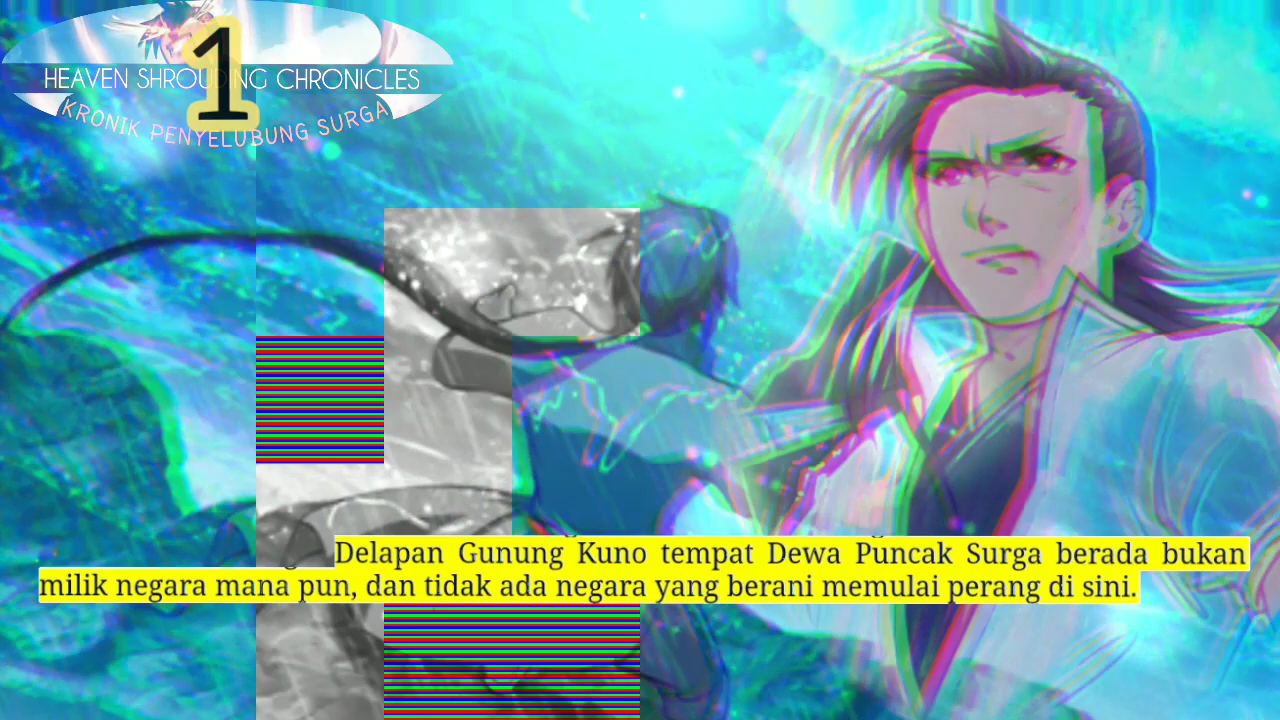 1
HEAVEN SHROUDING CHRONICLES
KRONIK PENYELUBUNG SURGA
Delapan Gunung Kuno tempat Dewa Puncak Surga berada bukan
milik negara mana pun, dan tidak ada negara yang berani memulai perang di sini.